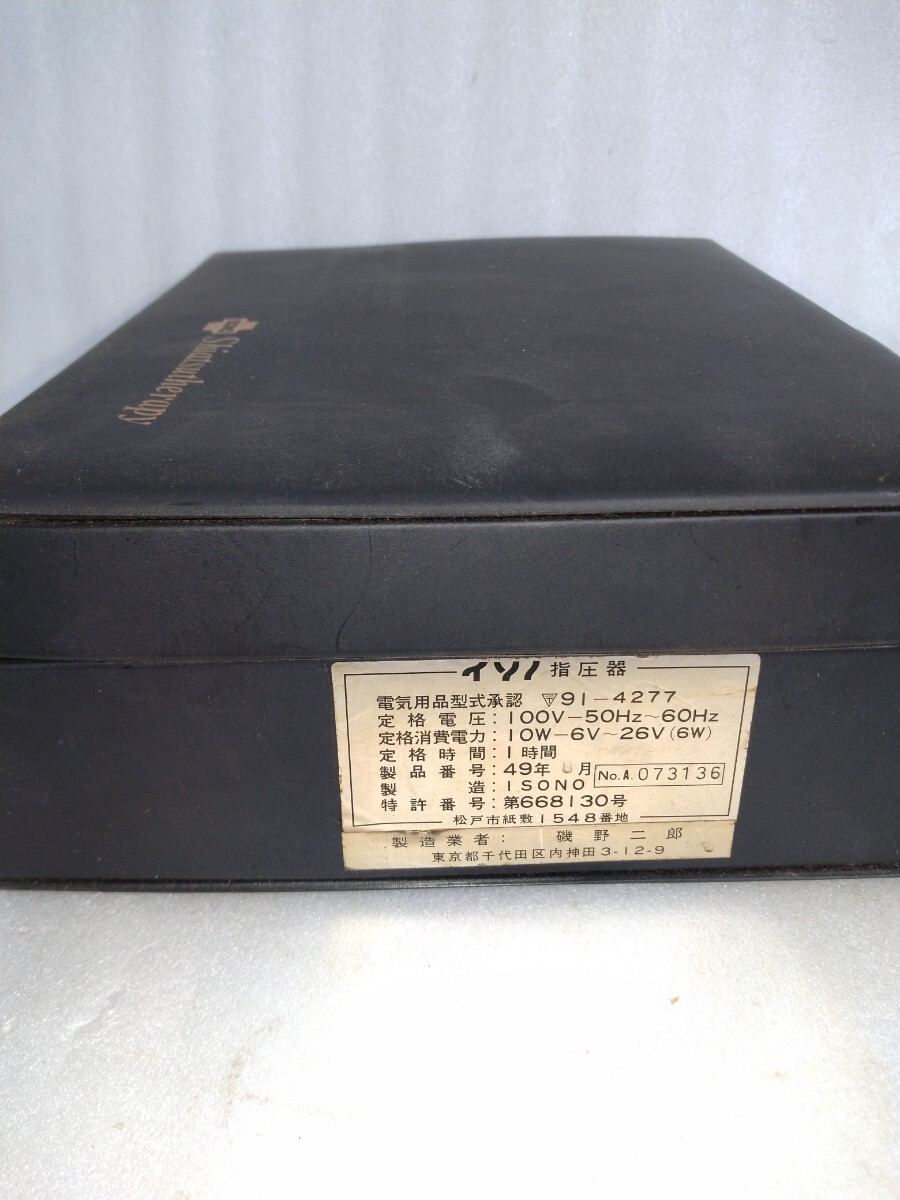 Shiatsutherapy
イソノ 指圧器
電気用品型式承認 〒91-4277
定格電圧:100V-50Hz~60Hz
定格消費電力:10W-6V~26V(6W)
定格時間:1時間
製品番号:49年 月 No.A. 073136
製造:ISONO
特許番号:第668130号
松戸市紙敷1548番地
製造業者: 磯野二郎
東京都千代田区内神田3-12-9